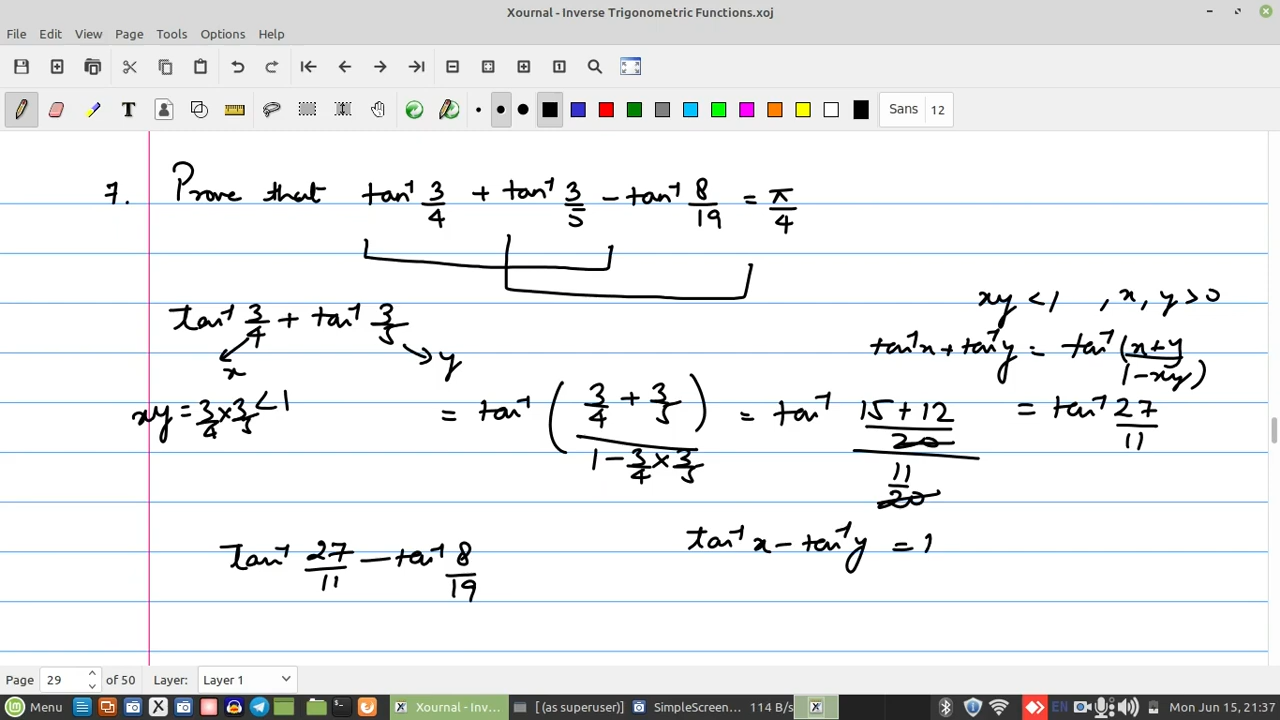 Xournal - Inverse Trigonometric Functions.xoj
File Edit View Page Tools Options Help
Sans 12
7. Prove that tan⁻¹ 3/4 + tan⁻¹ 3/5 - tan⁻¹ 8/19 = π/4
xy < 1 , x, y > 0
tan⁻¹ 3/4 + tan⁻¹ 3/5
tan⁻¹x + tan⁻¹y = tan⁻¹ (x+y / 1-xy)
x y
xy = 3/4 × 3/5 < 1
= tan⁻¹ ( 3/4 + 3/5 / 1 - 3/4 × 3/5 ) = tan⁻¹ 15+12/20 / 11/20 = tan⁻¹ 27/11
tan⁻¹ x - tan⁻¹ y = 1
tan⁻¹ 27/11 - tan⁻¹ 8/19
Page 29 of 50 Layer: Layer 1
Menu Xournal - Inv... [ (as superuser)] SimpleScreen... 114 B/s EN Mon Jun 15, 21:37